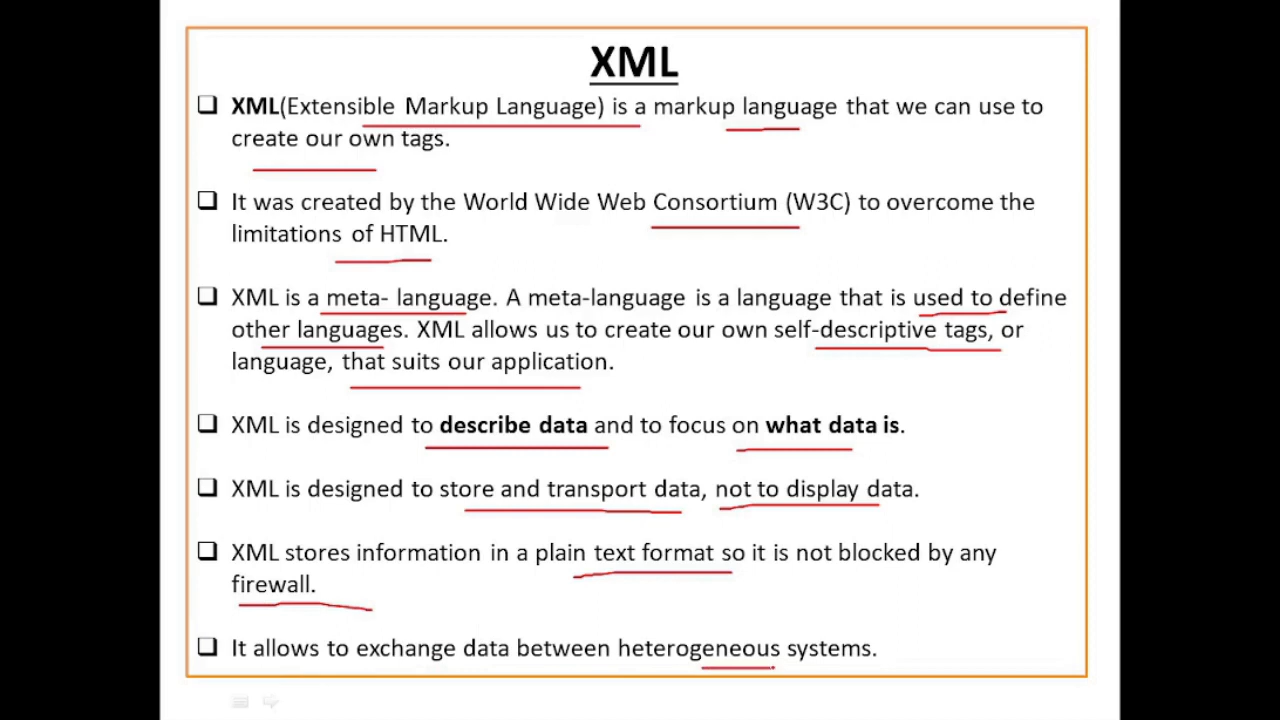 XML
❑ XML(Extensible Markup Language) is a markup language that we can use to
create our own tags.
❑ It was created by the World Wide Web Consortium (W3C) to overcome the
limitations of HTML.
❑ XML is a meta- language. A meta-language is a language that is used to define
other languages. XML allows us to create our own self-descriptive tags, or
language, that suits our application.
❑ XML is designed to describe data and to focus on what data is.
❑ XML is designed to store and transport data, not to display data.
❑ XML stores information in a plain text format so it is not blocked by any
firewall.
❑ It allows to exchange data between heterogeneous systems.